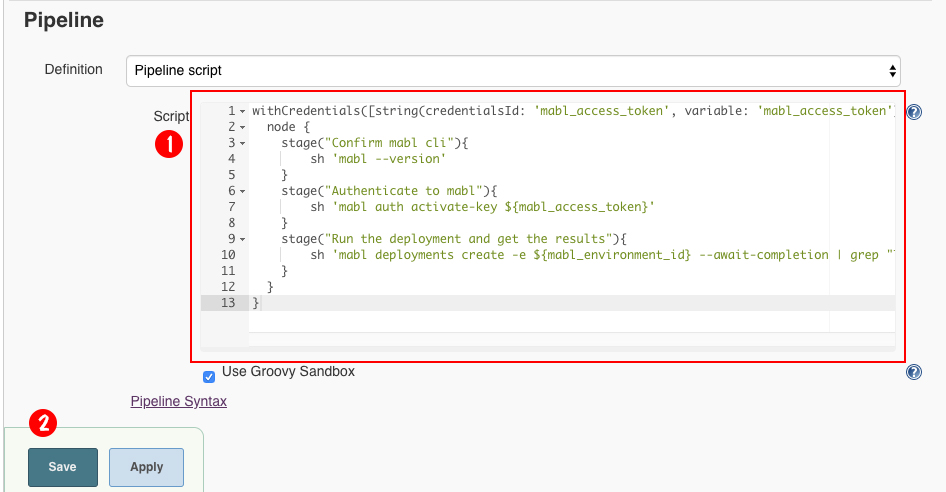 Pipeline
Definition
Pipeline script
Script
1 withCredentials([string(credentialsId: 'mabl_access_token', variable: 'mabl_access_token'
2 node {
3 stage("Confirm mabl cli"){
4 sh 'mabl --version'
5 }
6 stage("Authenticate to mabl"){
7 sh 'mabl auth activate-key ${mabl_access_token}'
8 }
9 stage("Run the deployment and get the results"){
10 sh 'mabl deployments create -e ${mabl_environment_id} --await-completion | grep "
11 }
12 }
13 }
1
?
Use Groovy Sandbox
?
Pipeline Syntax
2
Save
Apply